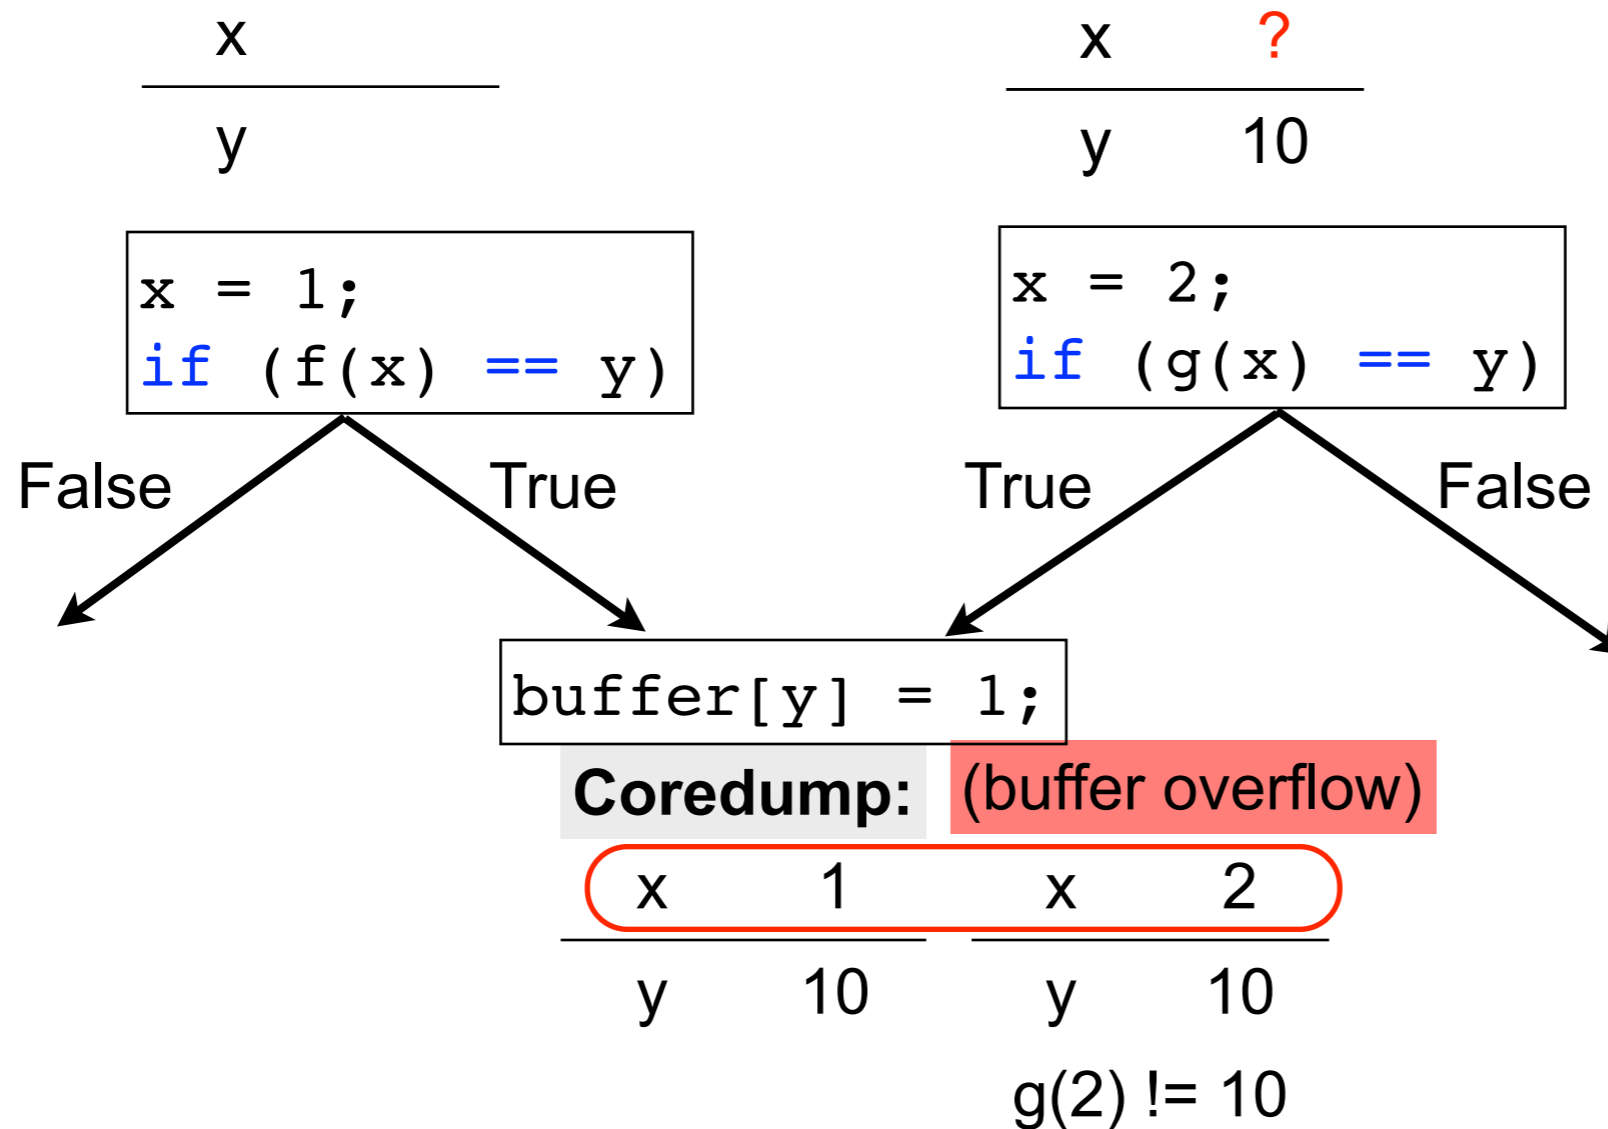 x
y
x ?
y 10
x = 1;
if (f(x) == y)
x = 2;
if (g(x) == y)
False
True
True
False
buffer[y] = 1;
Coredump: (buffer overflow)
x 1 x 2
y 10 y 10
g(2) != 10